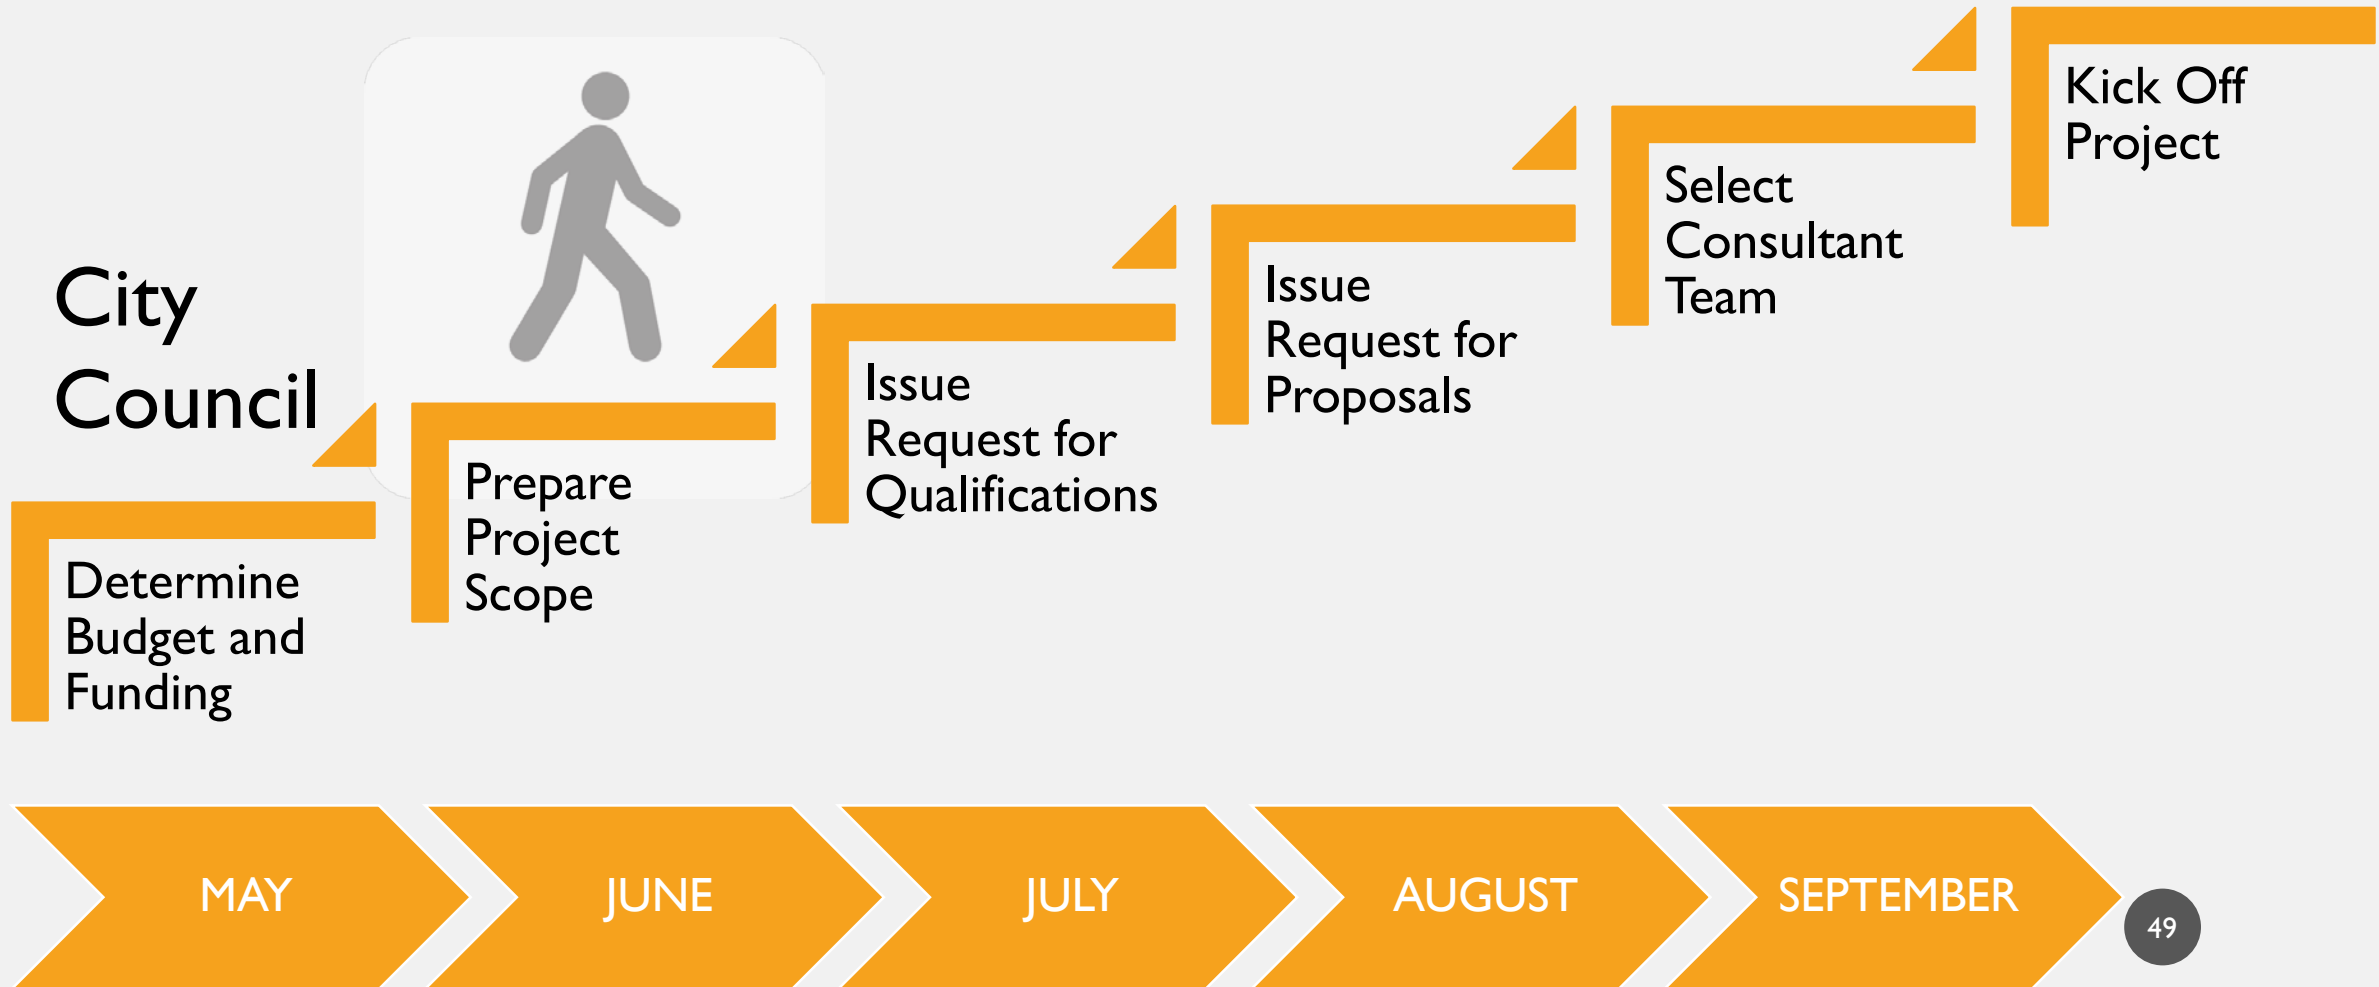 City
Council
Determine
Budget and
Funding
Prepare
Project
Scope
Issue
Request for
Qualifications
Issue
Request for
Proposals
Select
Consultant
Team
Kick Off
Project
MAY
JUNE
JULY
AUGUST
SEPTEMBER
49